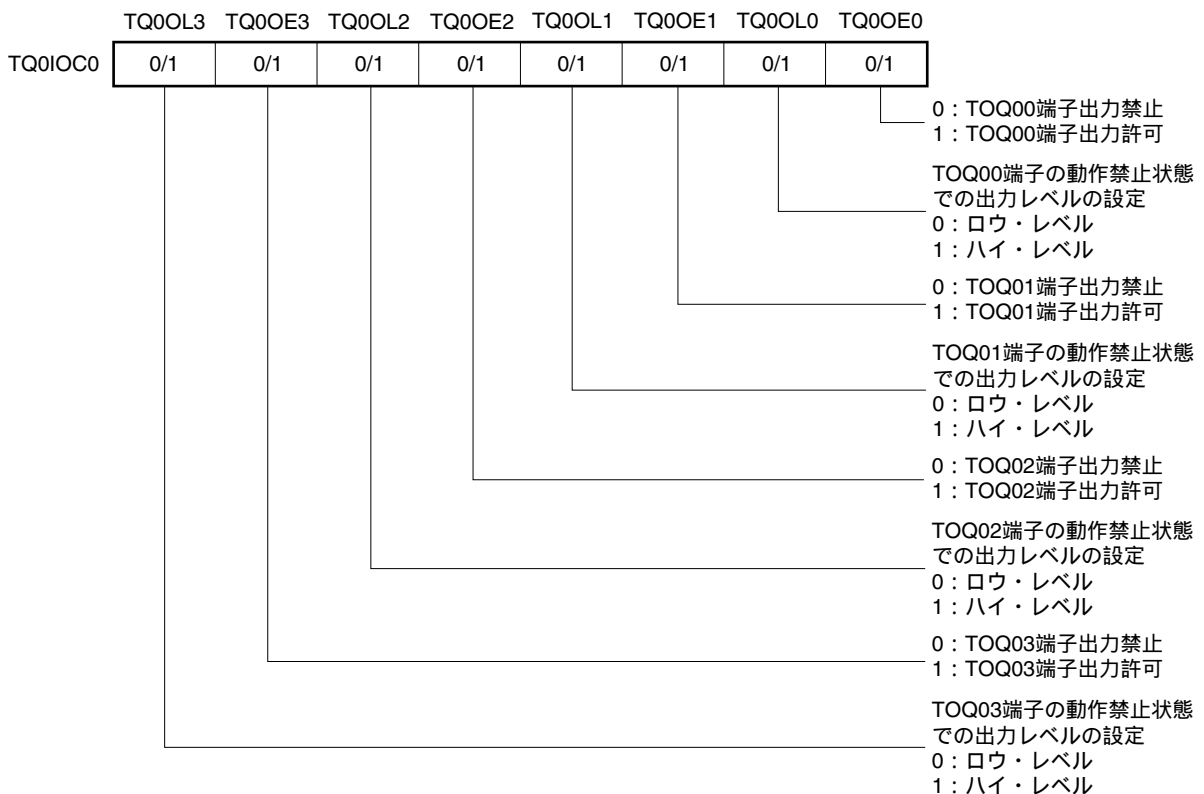 TQ0OL3 TQ0OE3 TQ0OL2 TQ0OE2 TQ0OL1 TQ0OE1 TQ0OL0 TQ0OE0
TQ0IOC0 0/1 0/1 0/1 0/1 0/1 0/1 0/1 0/1
0：TOQ00端子出力禁止
1：TOQ00端子出力許可
TOQ00端子の動作禁止状態
での出力レベルの設定
0：ロウ・レベル
1：ハイ・レベル
0：TOQ01端子出力禁止
1：TOQ01端子出力許可
TOQ01端子の動作禁止状態
での出力レベルの設定
0：ロウ・レベル
1：ハイ・レベル
0：TOQ02端子出力禁止
1：TOQ02端子出力許可
TOQ02端子の動作禁止状態
での出力レベルの設定
0：ロウ・レベル
1：ハイ・レベル
0：TOQ03端子出力禁止
1：TOQ03端子出力許可
TOQ03端子の動作禁止状態
での出力レベルの設定
0：ロウ・レベル
1：ハイ・レベル